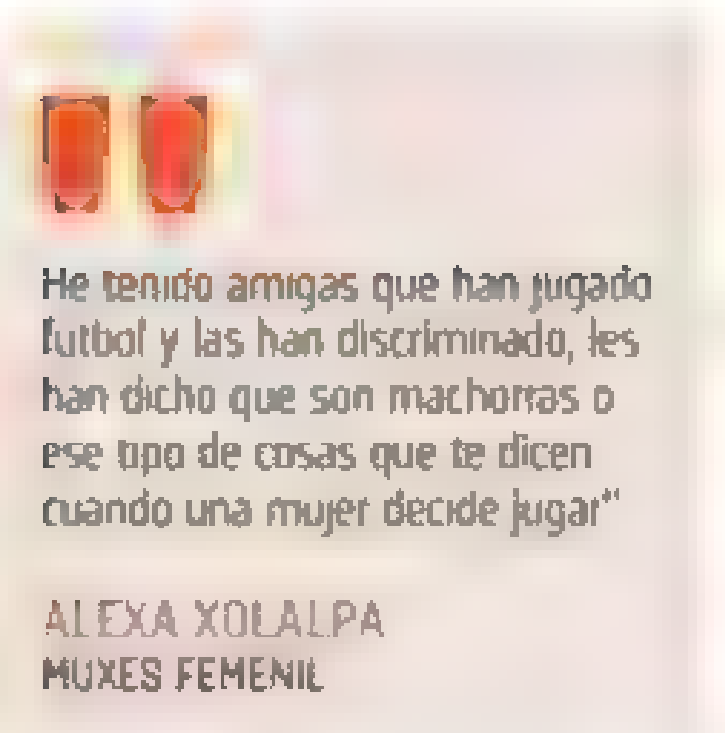 He tenido amigas que han jugado
futbol y las han discriminado, les
han dicho que son machorras o
ese tipo de cosas que te dicen
cuando una mujer decide jugar"
ALEXA XOLALPA
MUXES FEMENIL